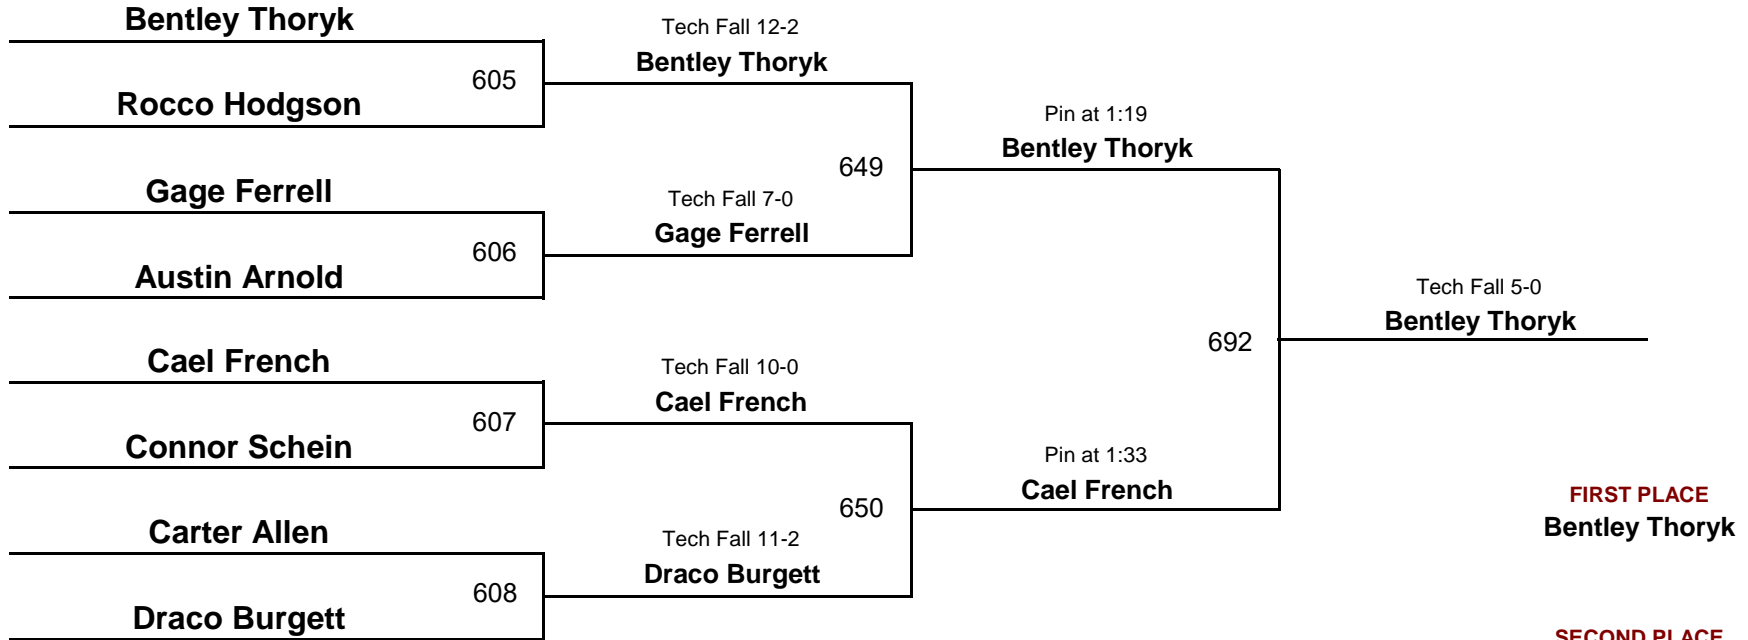 Bentley Thoryk
605
Rocco Hodgson
Gage Ferrell
606
Austin Arnold
Cael French
607
Connor Schein
Carter Allen
608
Draco Burgett
Tech Fall 12-2
Bentley Thoryk
649
Tech Fall 7-0
Gage Ferrell
Tech Fall 10-0
Cael French
650
Tech Fall 11-2
Draco Burgett
Pin at 1:19
Bentley Thoryk
692
Pin at 1:33
Cael French
Tech Fall 5-0
Bentley Thoryk
FIRST PLACE
Bentley Thoryk
SECOND PLACE